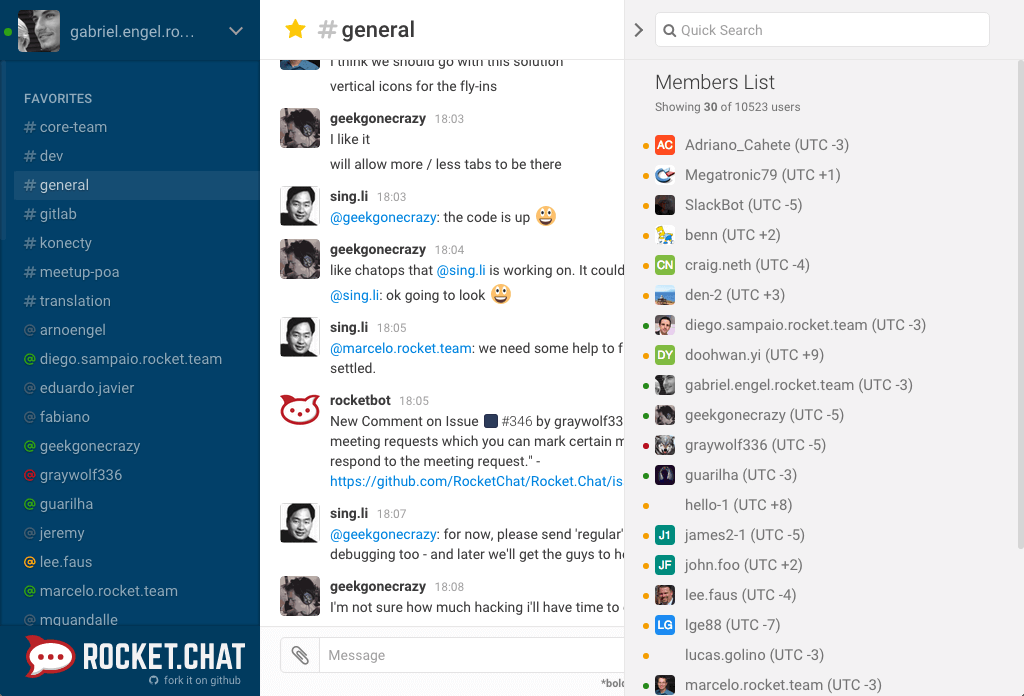 gabriel.engel.ro...
FAVORITES
# core-team
# dev
# general
# gitlab
# konecty
# meetup-poa
# translation
@ arnoengel
@ diego.sampaio.rocket.team
@ eduardo.javier
@ fabiano
@ geekgonecrazy
@ graywolf336
@ guarilha
@ jeremy
@ lee.faus
@ marcelo.rocket.team
@ mquandalle
ROCKET.CHAT
fork it on github
# general
I think we should go with this solution
vertical icons for the fly-ins
geekgonecrazy 18:03
I like it
will allow more / less tabs to be there
sing.li 18:03
@geekgonecrazy: the code is up
geekgonecrazy 18:04
like chatops that @sing.li is working on. It could
@sing.li: ok going to look
sing.li 18:05
@marcelo.rocket.team: we need some help to f
settled.
rocketbot 18:05
New Comment on Issue #346 by graywolf33
meeting requests which you can mark certain m
respond to the meeting request." -
https://github.com/RocketChat/Rocket.Chat/is
sing.li 18:07
@geekgonecrazy: for now, please send 'regular'
debugging too - and later we'll get the guys to h
geekgonecrazy 18:08
I'm not sure how much hacking i'll have time to
Message
*bold
Quick Search
Members List
Showing 30 of 10523 users
AC Adriano_Cahete (UTC -3)
Megatronic79 (UTC +1)
SlackBot (UTC -5)
benn (UTC +2)
CN craig.neth (UTC -4)
den-2 (UTC +3)
diego.sampaio.rocket.team (UTC -3)
DY doohwan.yi (UTC +9)
gabriel.engel.rocket.team (UTC -3)
geekgonecrazy (UTC -5)
graywolf336 (UTC -5)
guarilha (UTC -3)
hello-1 (UTC +8)
J1 james2-1 (UTC -5)
JF john.foo (UTC +2)
lee.faus (UTC -4)
LG lge88 (UTC -7)
lucas.golino (UTC -3)
marcelo.rocket.team (UTC -3)